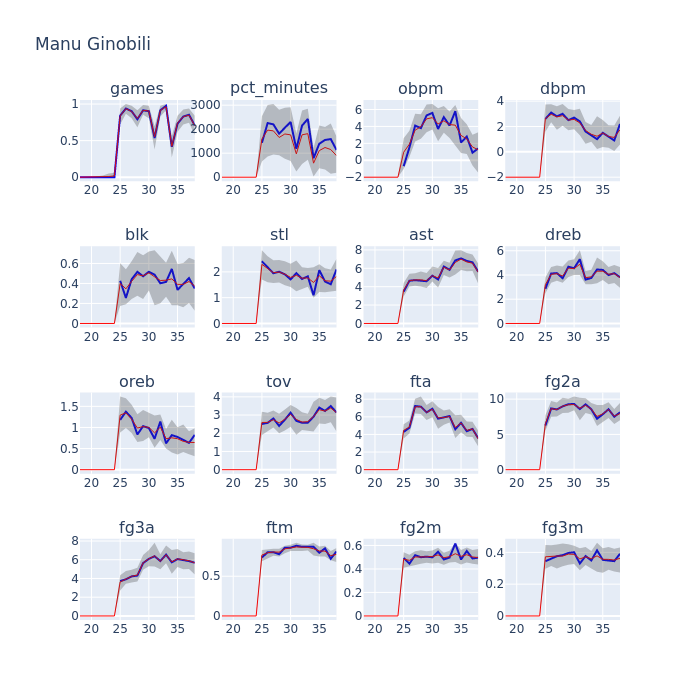 Manu Ginobili
games pct_minutes obpm dbpm
1 0.5 0 3000 2000 1000 0 6 4 2 0 −2 4 2 0 −2
20 25 30 35 20 25 30 35 20 25 30 35 20 25 30 35
blk stl ast dreb
0.6 0.4 0.2 0 2 1 0 8 6 4 2 0 6 4 2 0
20 25 30 35 20 25 30 35 20 25 30 35 20 25 30 35
oreb tov fta fg2a
1.5 1 0.5 0 4 3 2 1 0 8 6 4 2 0 10 5 0
20 25 30 35 20 25 30 35 20 25 30 35 20 25 30 35
fg3a ftm fg2m fg3m
8 6 4 2 0 0.5 0 0.6 0.4 0.2 0 0.4 0.2 0
20 25 30 35 20 25 30 35 20 25 30 35 20 25 30 35